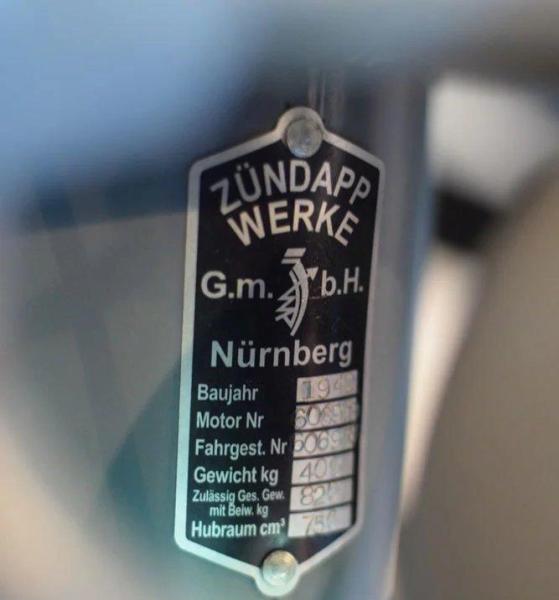 ZÜNDAPP
WERKE
G.m. b.H.
Nürnberg
Baujahr
Motor Nr
Fahrgest. Nr
Gewicht kg
Zulässig Ges. Gew.
mit Beiw. kg
Hubraum cm³